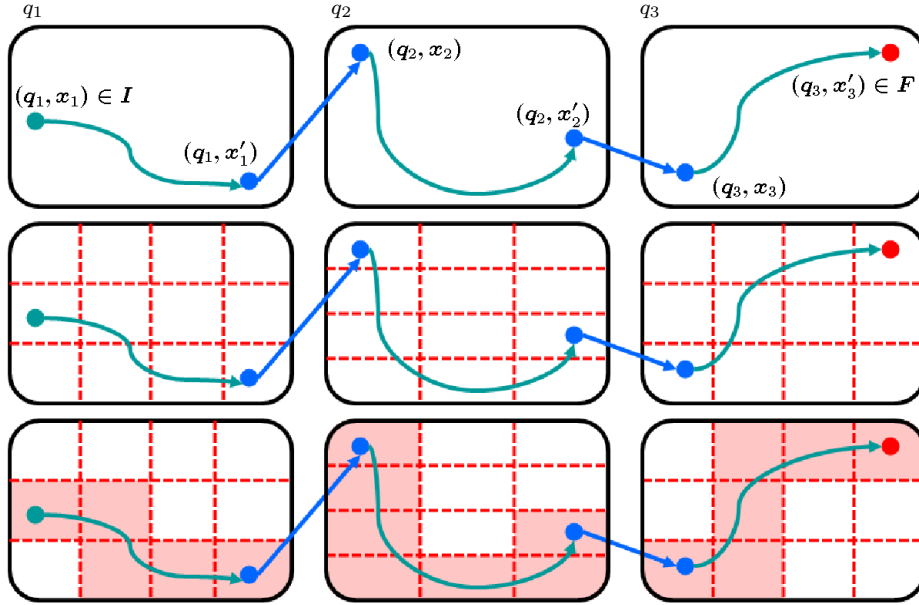 q₁ q₂ q₃
(q₁, x₁) ∈ I
(q₁, x′₁)
(q₂, x₂)
(q₂, x′₂)
(q₃, x′₃) ∈ F
(q₃, x₃)